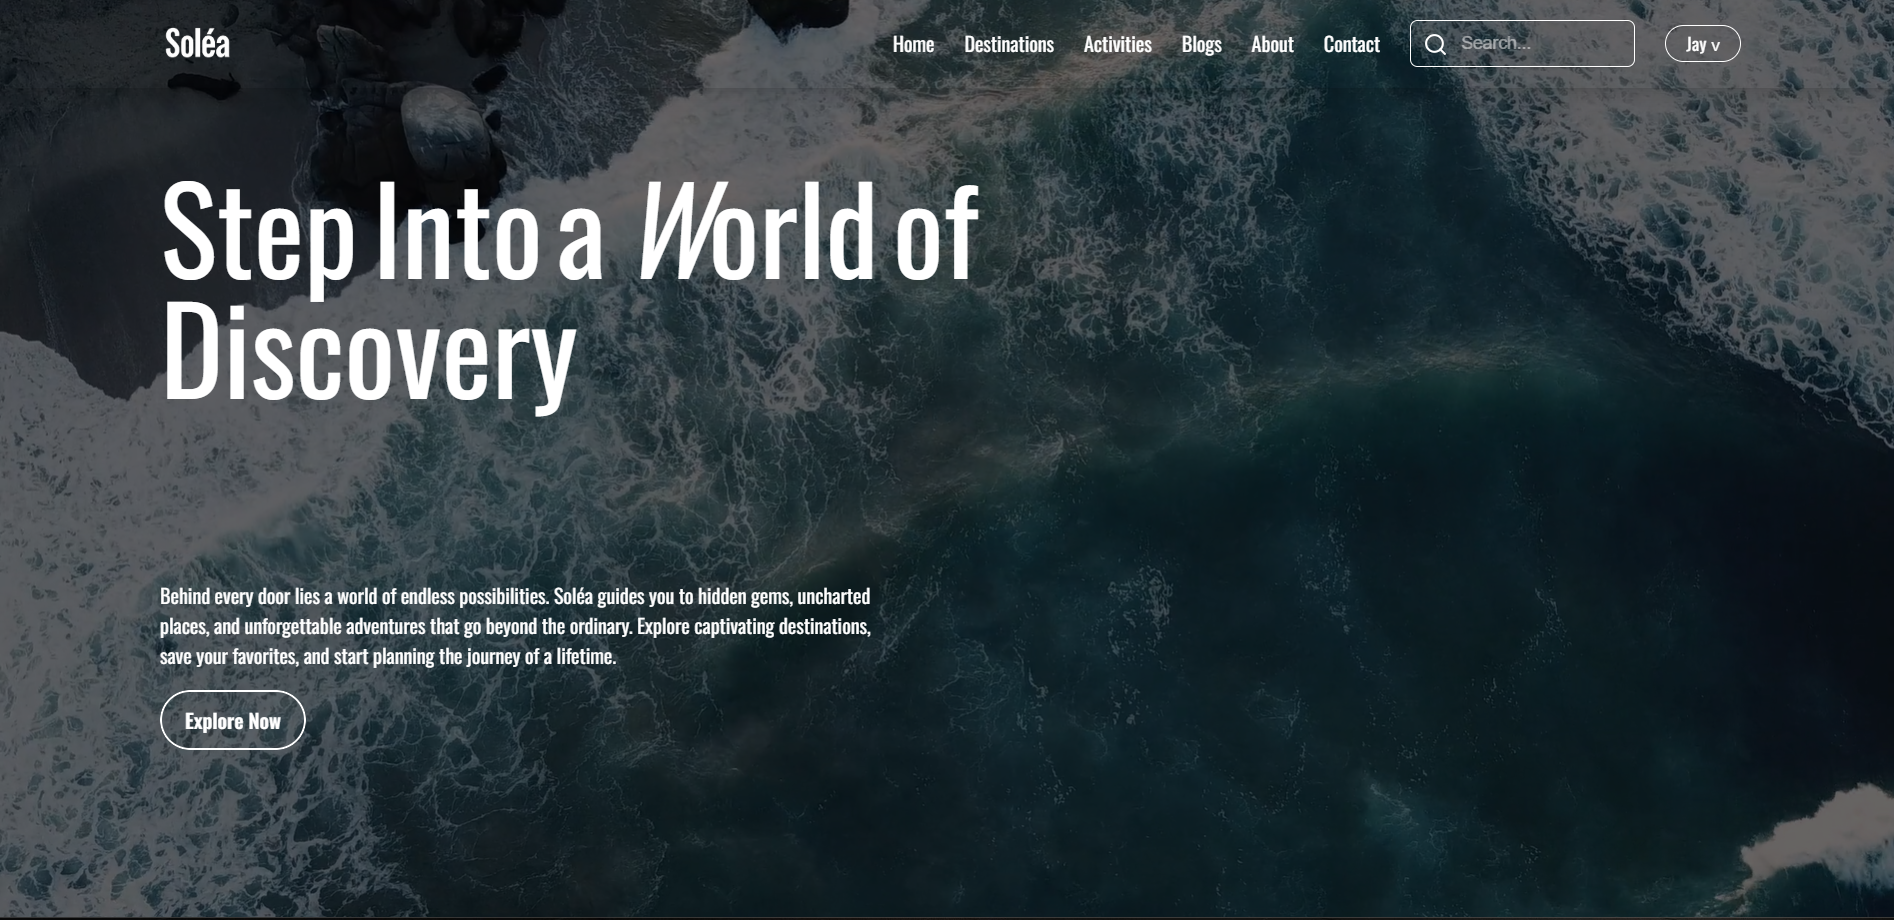 Soléa
Home Destinations Activities Blogs About Contact Search... Jay v
Step Into a World of
Discovery
Behind every door lies a world of endless possibilities. Soléa guides you to hidden gems, uncharted
places, and unforgettable adventures that go beyond the ordinary. Explore captivating destinations,
save your favorites, and start planning the journey of a lifetime.
Explore Now